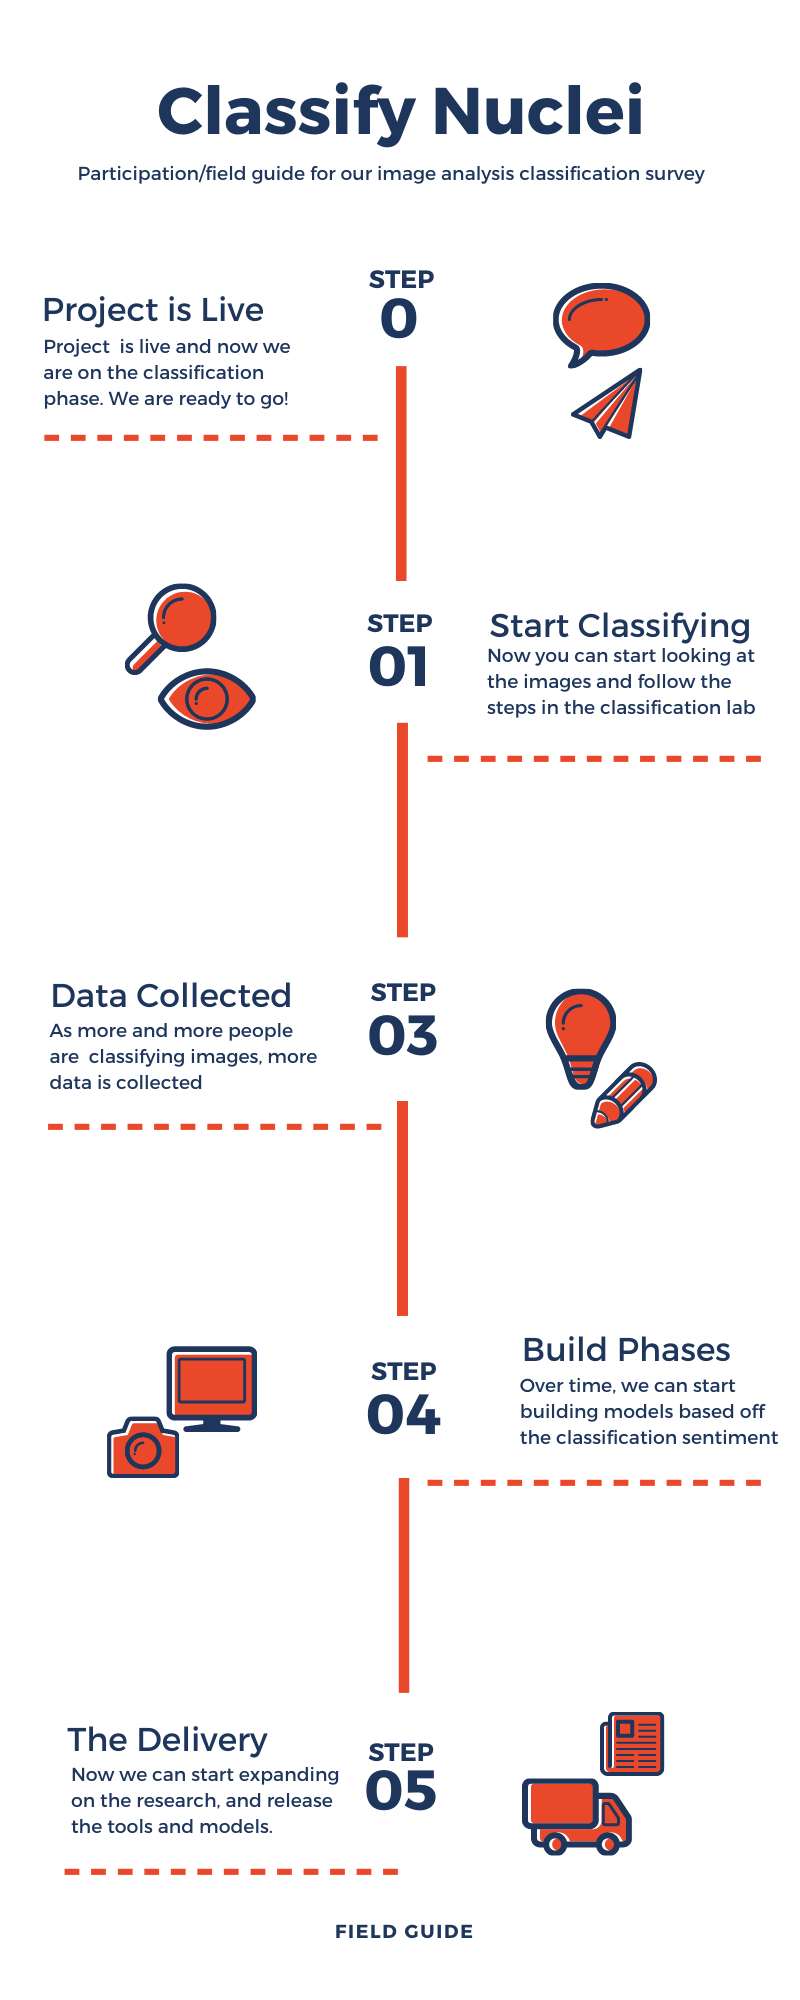 Classify Nuclei
Participation/field guide for our image analysis classification survey
STEP
0
Project is Live
Project is live and now we
are on the classification
phase. We are ready to go!
STEP
01
Start Classifying
Now you can start looking at
the images and follow the
steps in the classification lab
Data Collected
As more and more people
are classifying images, more
data is collected
STEP
03
STEP
04
Build Phases
Over time, we can start
building models based off
the classification sentiment
The Delivery
Now we can start expanding
on the research, and release
the tools and models.
STEP
05
FIELD GUIDE